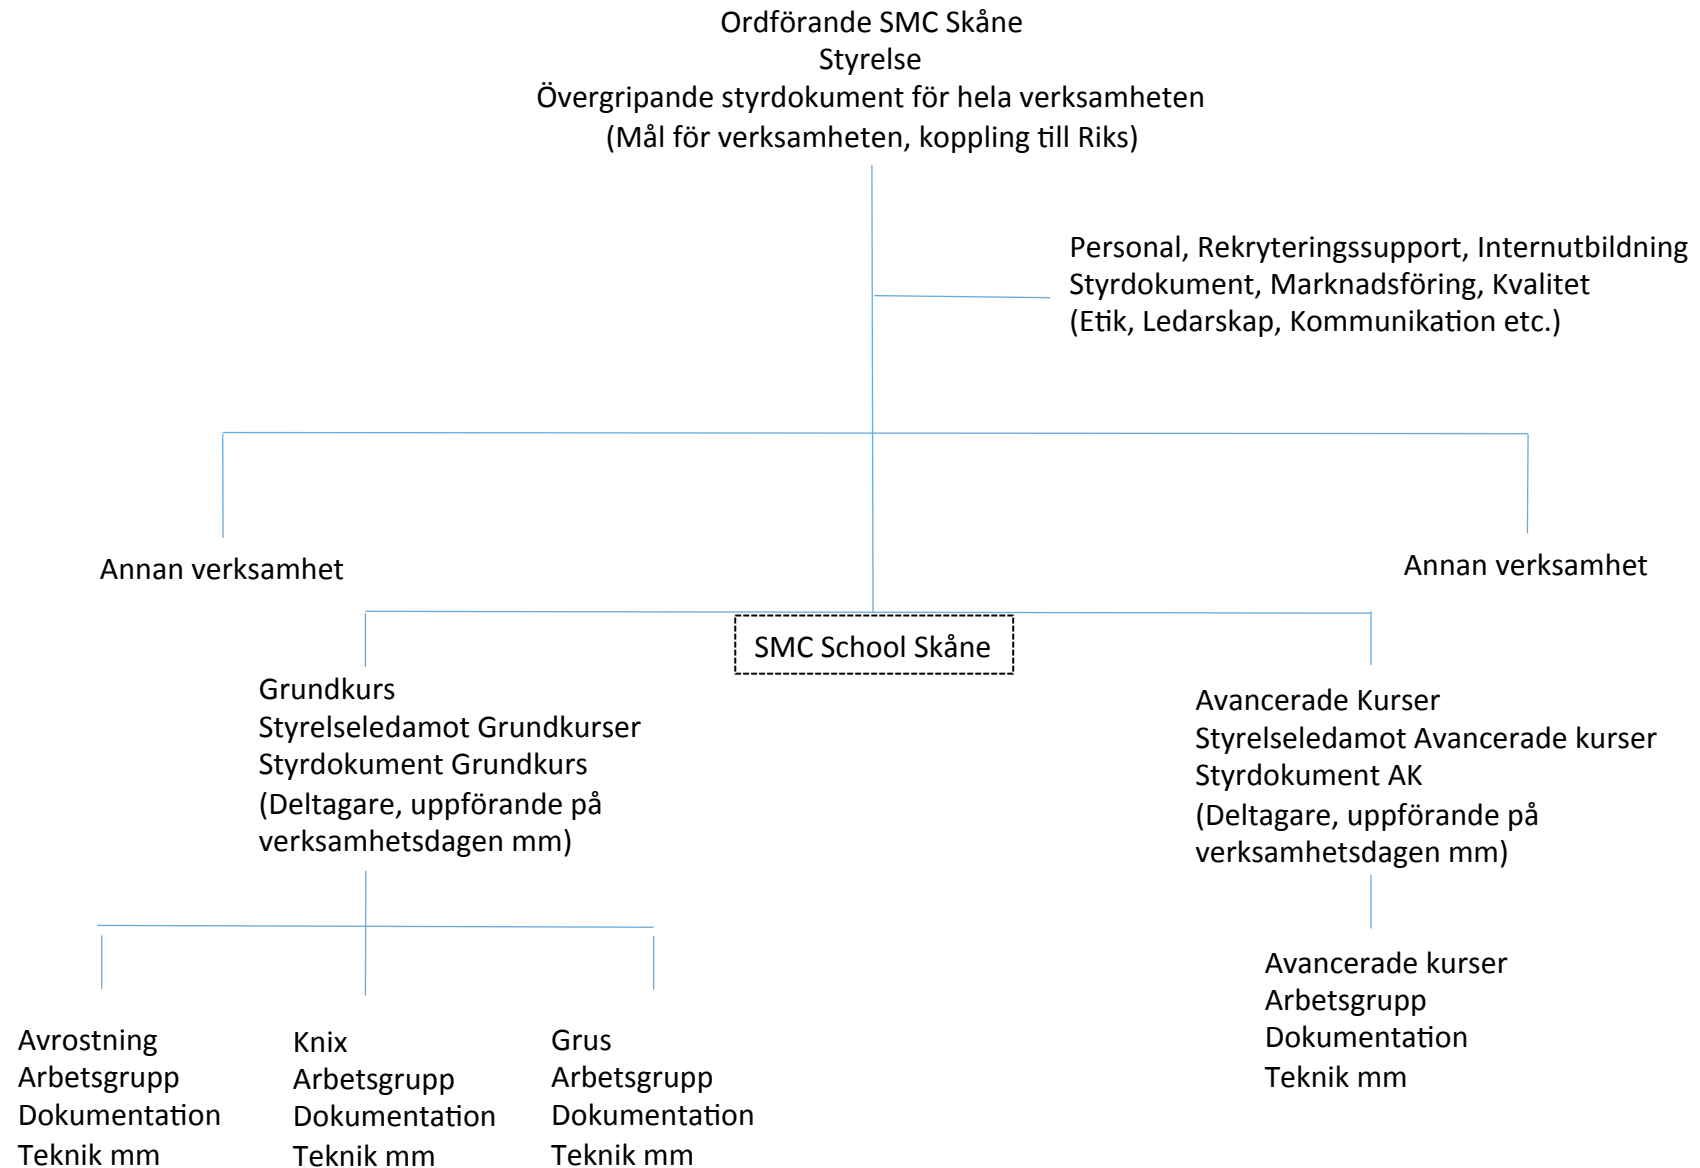 Ordförande SMC Skåne
Styrelse
Övergripande styrdokument för hela verksamheten
(Mål för verksamheten, koppling till Riks)
Personal, Rekryteringssupport, Internutbildning
Styrdokument, Marknadsföring, Kvalitet
(Etik, Ledarskap, Kommunikation etc.)
Annan verksamhet
Annan verksamhet
SMC School Skåne
Grundkurs
Styrelseledamot Grundkurser
Styrdokument Grundkurs
(Deltagare, uppförande på
verksamhetsdagen mm)
Avancerade Kurser
Styrelseledamot Avancerade kurser
Styrdokument AK
(Deltagare, uppförande på
verksamhetsdagen mm)
Avrostning
Arbetsgrupp
Dokumentation
Teknik mm
Knix
Arbetsgrupp
Dokumentation
Teknik mm
Grus
Arbetsgrupp
Dokumentation
Teknik mm
Avancerade kurser
Arbetsgrupp
Dokumentation
Teknik mm